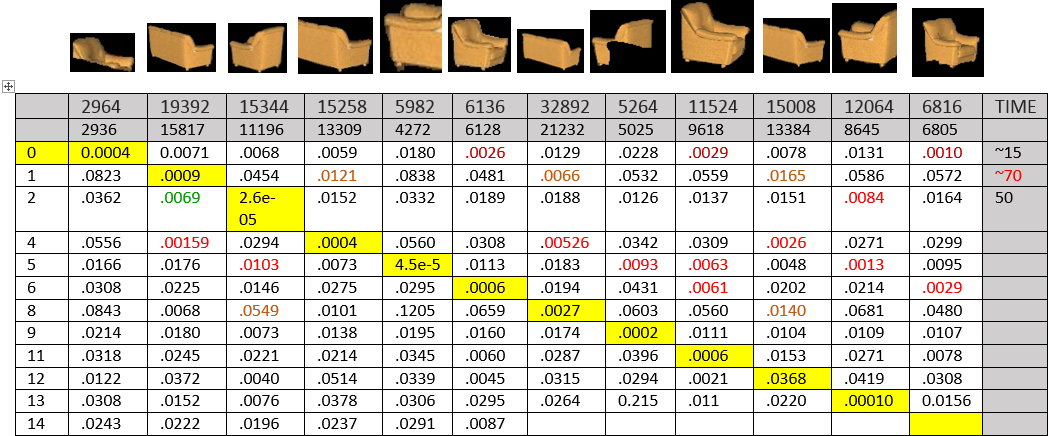 2964 19392 15344 15258 5982 6136 32892 5264 11524 15008 12064 6816 TIME
2936 15817 11196 13309 4272 6128 21232 5025 9618 13384 8645 6805
0 0.0004 0.0071 .0068 .0059 .0180 .0026 .0129 .0228 .0029 .0078 .0131 .0010 ~15
1 .0823 .0009 .0454 .0121 .0838 .0481 .0066 .0532 .0559 .0165 .0586 .0572 ~70
2 .0362 .0069 2.6e- .0152 .0332 .0189 .0188 .0126 .0137 .0151 .0084 .0164 50
05
4 .0556 .00159 .0294 .0004 .0560 .0308 .00526 .0342 .0309 .0026 .0271 .0299
5 .0166 .0176 .0103 .0073 4.5e-5 .0113 .0183 .0093 .0063 .0048 .0013 .0095
6 .0308 .0225 .0146 .0275 .0295 .0006 .0194 .0431 .0061 .0202 .0214 .0029
8 .0843 .0068 .0549 .0101 .1205 .0659 .0027 .0603 .0560 .0140 .0681 .0480
9 .0214 .0180 .0073 .0138 .0195 .0160 .0174 .0002 .0111 .0104 .0109 .0107
11 .0318 .0245 .0221 .0214 .0345 .0060 .0287 .0396 .0006 .0153 .0271 .0078
12 .0122 .0372 .0040 .0514 .0339 .0045 .0315 .0294 .0021 .0368 .0419 .0308
13 .0308 .0152 .0076 .0378 .0306 .0295 .0264 0.215 .011 .0220 .00010 0.0156
14 .0243 .0222 .0196 .0237 .0291 .0087